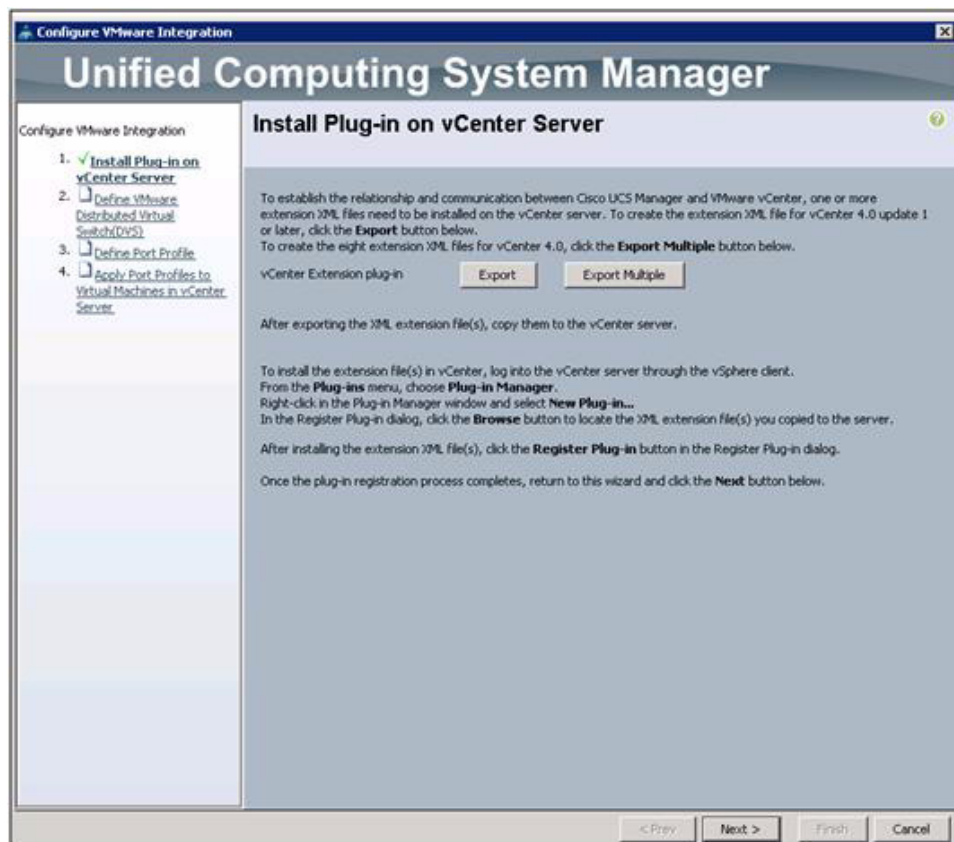 Configure VMware Integration
Unified Computing System Manager
Configure VMware Integration
1. Install Plug-in on
vCenter Server
2. Define VMware
Distributed Virtual
Switch(DVS)
3. Define Port Profile
4. Apply Port Profiles to
Virtual Machines in vCenter
Server
Install Plug-in on vCenter Server
To establish the relationship and communication between Cisco UCS Manager and VMware vCenter, one or more
extension XML files need to be installed on the vCenter server. To create the extension XML file for vCenter 4.0 update 1
or later, click the Export button below.
To create the eight extension XML files for vCenter 4.0, click the Export Multiple button below.
vCenter Extension plug-in Export Export Multiple
After exporting the XML extension file(s), copy them to the vCenter server.
To install the extension file(s) in vCenter, log into the vCenter server through the vSphere client.
From the Plug-ins menu, choose Plug-in Manager.
Right-click in the Plug-in Manager window and select New Plug-in...
In the Register Plug-in dialog, click the Browse button to locate the XML extension file(s) you copied to the server.
After installing the extension XML file(s), click the Register Plug-in button in the Register Plug-in dialog.
Once the plug-in registration process completes, return to this wizard and click the Next button below.
< Prev Next > Finish Cancel